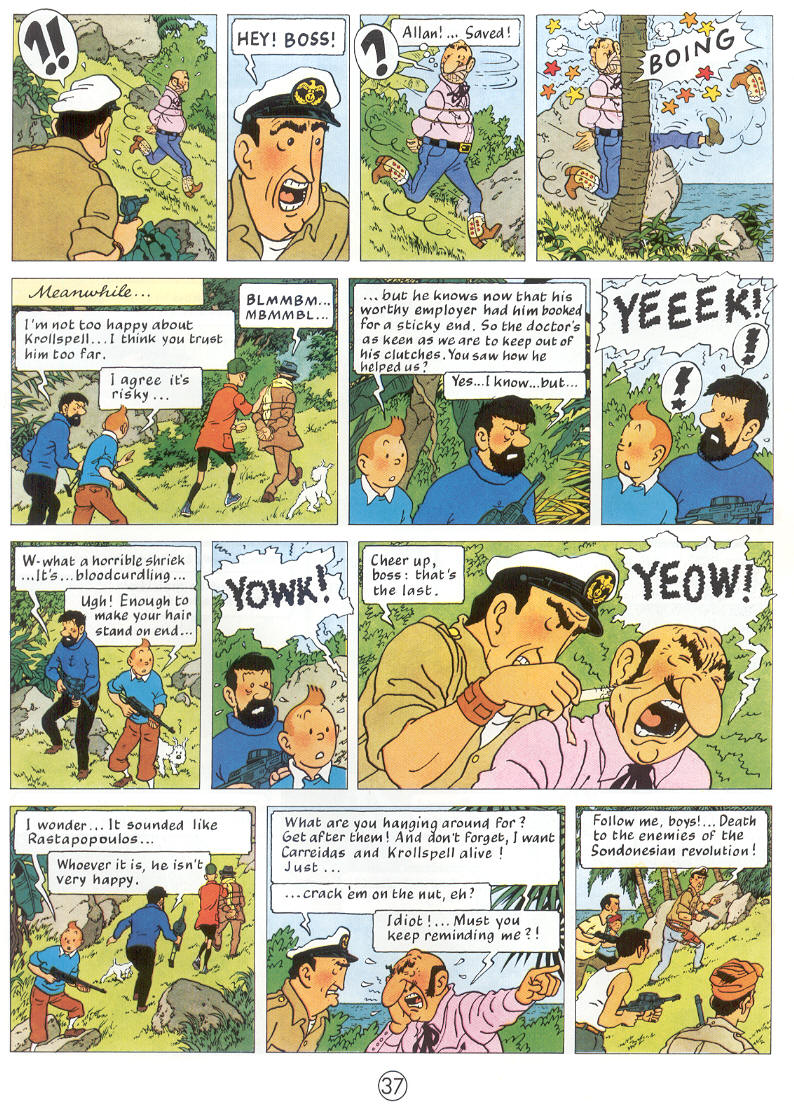 ?!!
HEY! BOSS!
?
Allan!... Saved!
BOING
Meanwhile...
I'm not too happy about
Krollspell... I think you trust
him too far.
I agree it's
risky...
BLMMBM...
MBMMBL...
...but he knows now that his
worthy employer had him booked
for a sticky end. So the doctor's
as keen as we are to keep out of
his clutches. You saw how he
helped us?
Yes...I know...but...
YEEEK!
!
!
W-what a horrible shriek
...It's... bloodcurdling...
Ugh! Enough to
make your hair
stand on end...
YOWK!
Cheer up,
boss: that's
the last.
YEOW!
I wonder... It sounded like
Rastapopoulos...
Whoever it is, he isn't
very happy.
What are you hanging around for?
Get after them! And don't forget, I want
Carreidas and Krollspell alive!
Just...
...crack 'em on the nut, eh?
Idiot!... Must you
keep reminding me?!
Follow me, boys!... Death
to the enemies of the
Sondonesian revolution!
37